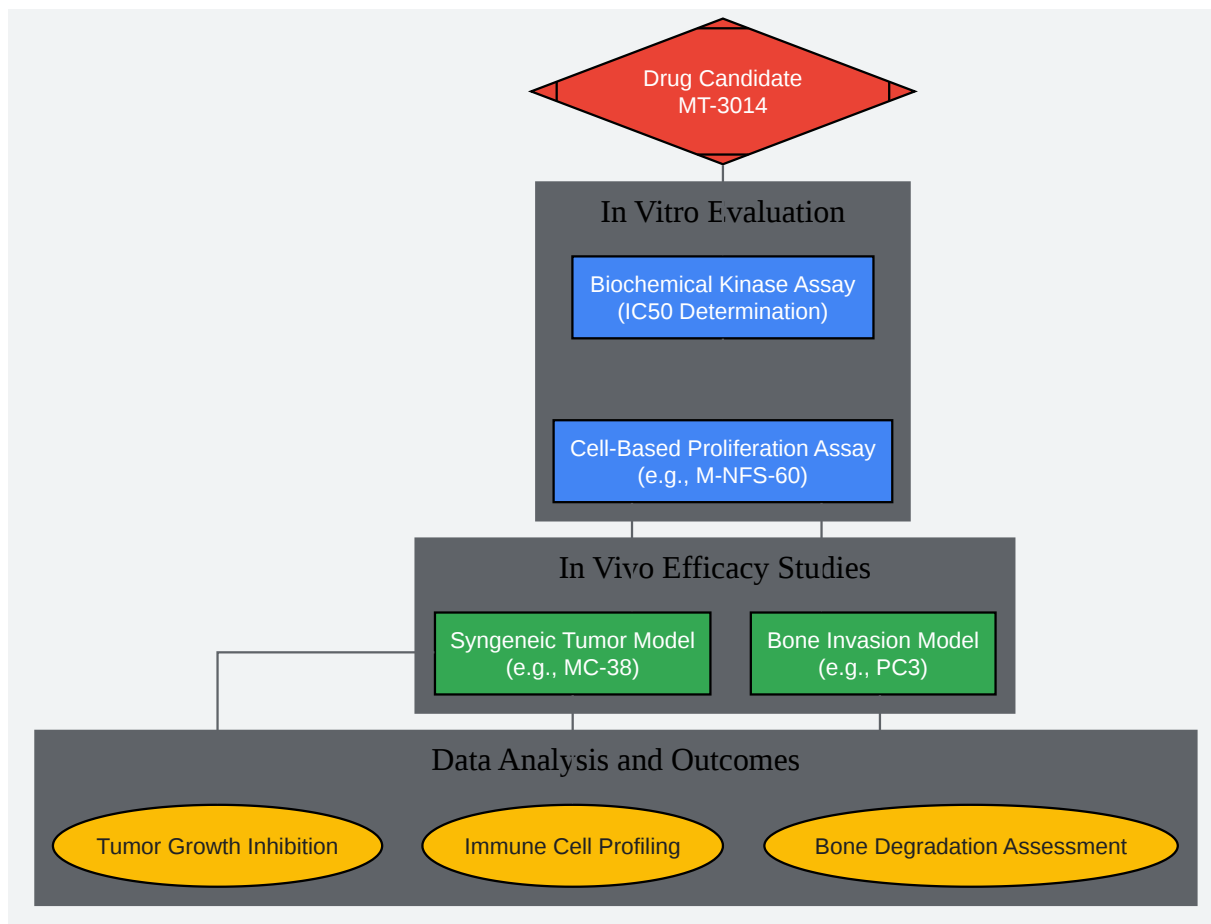 Drug Candidate
MT-3014
In Vitro Evaluation
Biochemical Kinase Assay
(IC50 Determination)
Cell-Based Proliferation Assay
(e.g., M-NFS-60)
In Vivo Efficacy Studies
Syngeneic Tumor Model
(e.g., MC-38)
Bone Invasion Model
(e.g., PC3)
Data Analysis and Outcomes
Tumor Growth Inhibition
Immune Cell Profiling
Bone Degradation Assessment